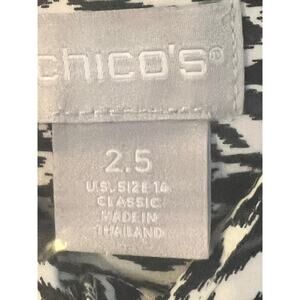 chico's®
2.5
U.S. SIZE 14
CLASSIC
MADE IN
THAILAND